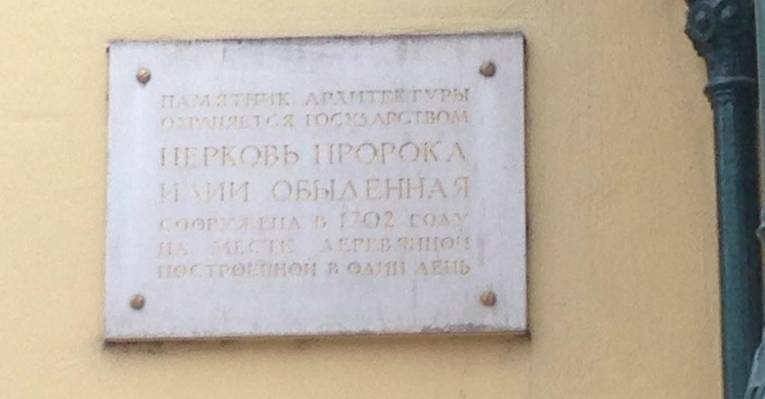 ПАМЯТНИК АРХИТЕКТУРЫ
ОХРАНЯЕТСЯ ГОСУДАРСТВОМ
ЦЕРКОВЬ ПРОРОКА
ИЛИИ ОБЫДЕННАЯ
СООРУЖЕНА В 1702 ГОДУ
НА МЕСТЕ ДЕРЕВЯННОЙ
ПОСТРОЕННОЙ В ОДИН ДЕНЬ